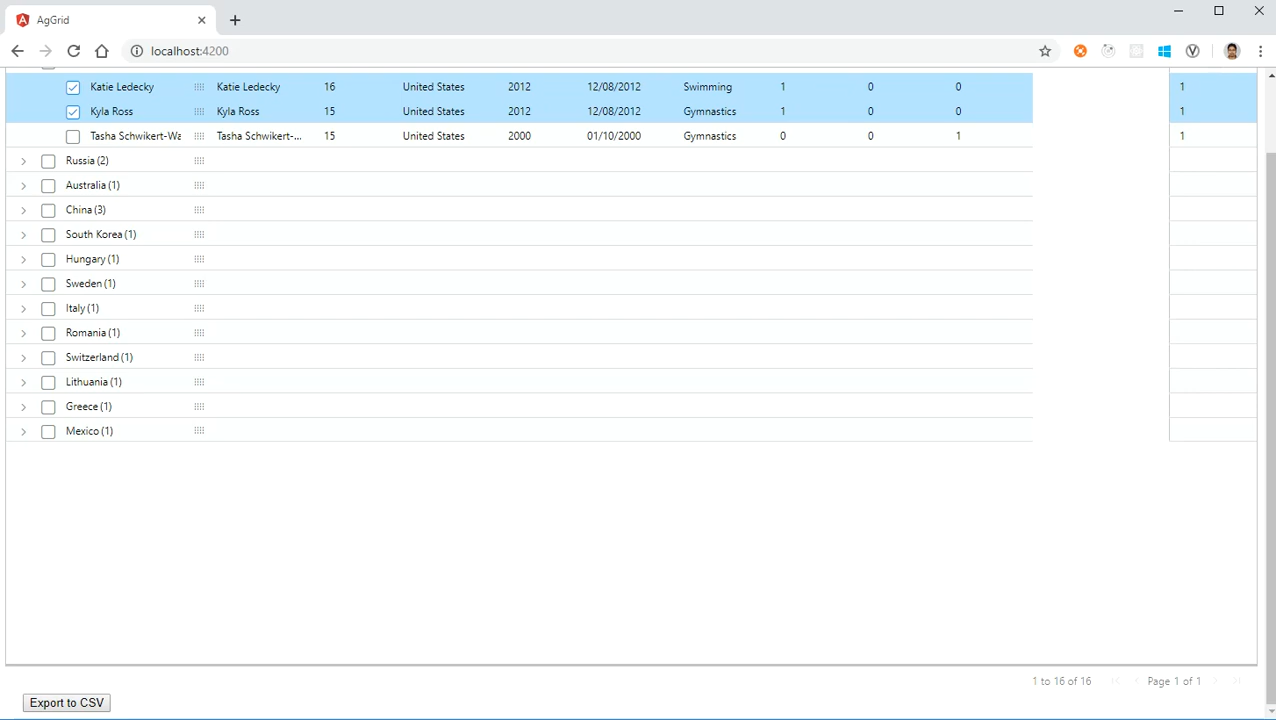 AgGrid
localhost:4200
Katie Ledecky Katie Ledecky 16 United States 2012 12/08/2012 Swimming 1 0 0 1
Kyla Ross Kyla Ross 15 United States 2012 12/08/2012 Gymnastics 1 0 0 1
Tasha Schwikert-Wa Tasha Schwikert-... 15 United States 2000 01/10/2000 Gymnastics 0 0 1 1
Russia (2)
Australia (1)
China (3)
South Korea (1)
Hungary (1)
Sweden (1)
Italy (1)
Romania (1)
Switzerland (1)
Lithuania (1)
Greece (1)
Mexico (1)
1 to 16 of 16 Page 1 of 1
Export to CSV